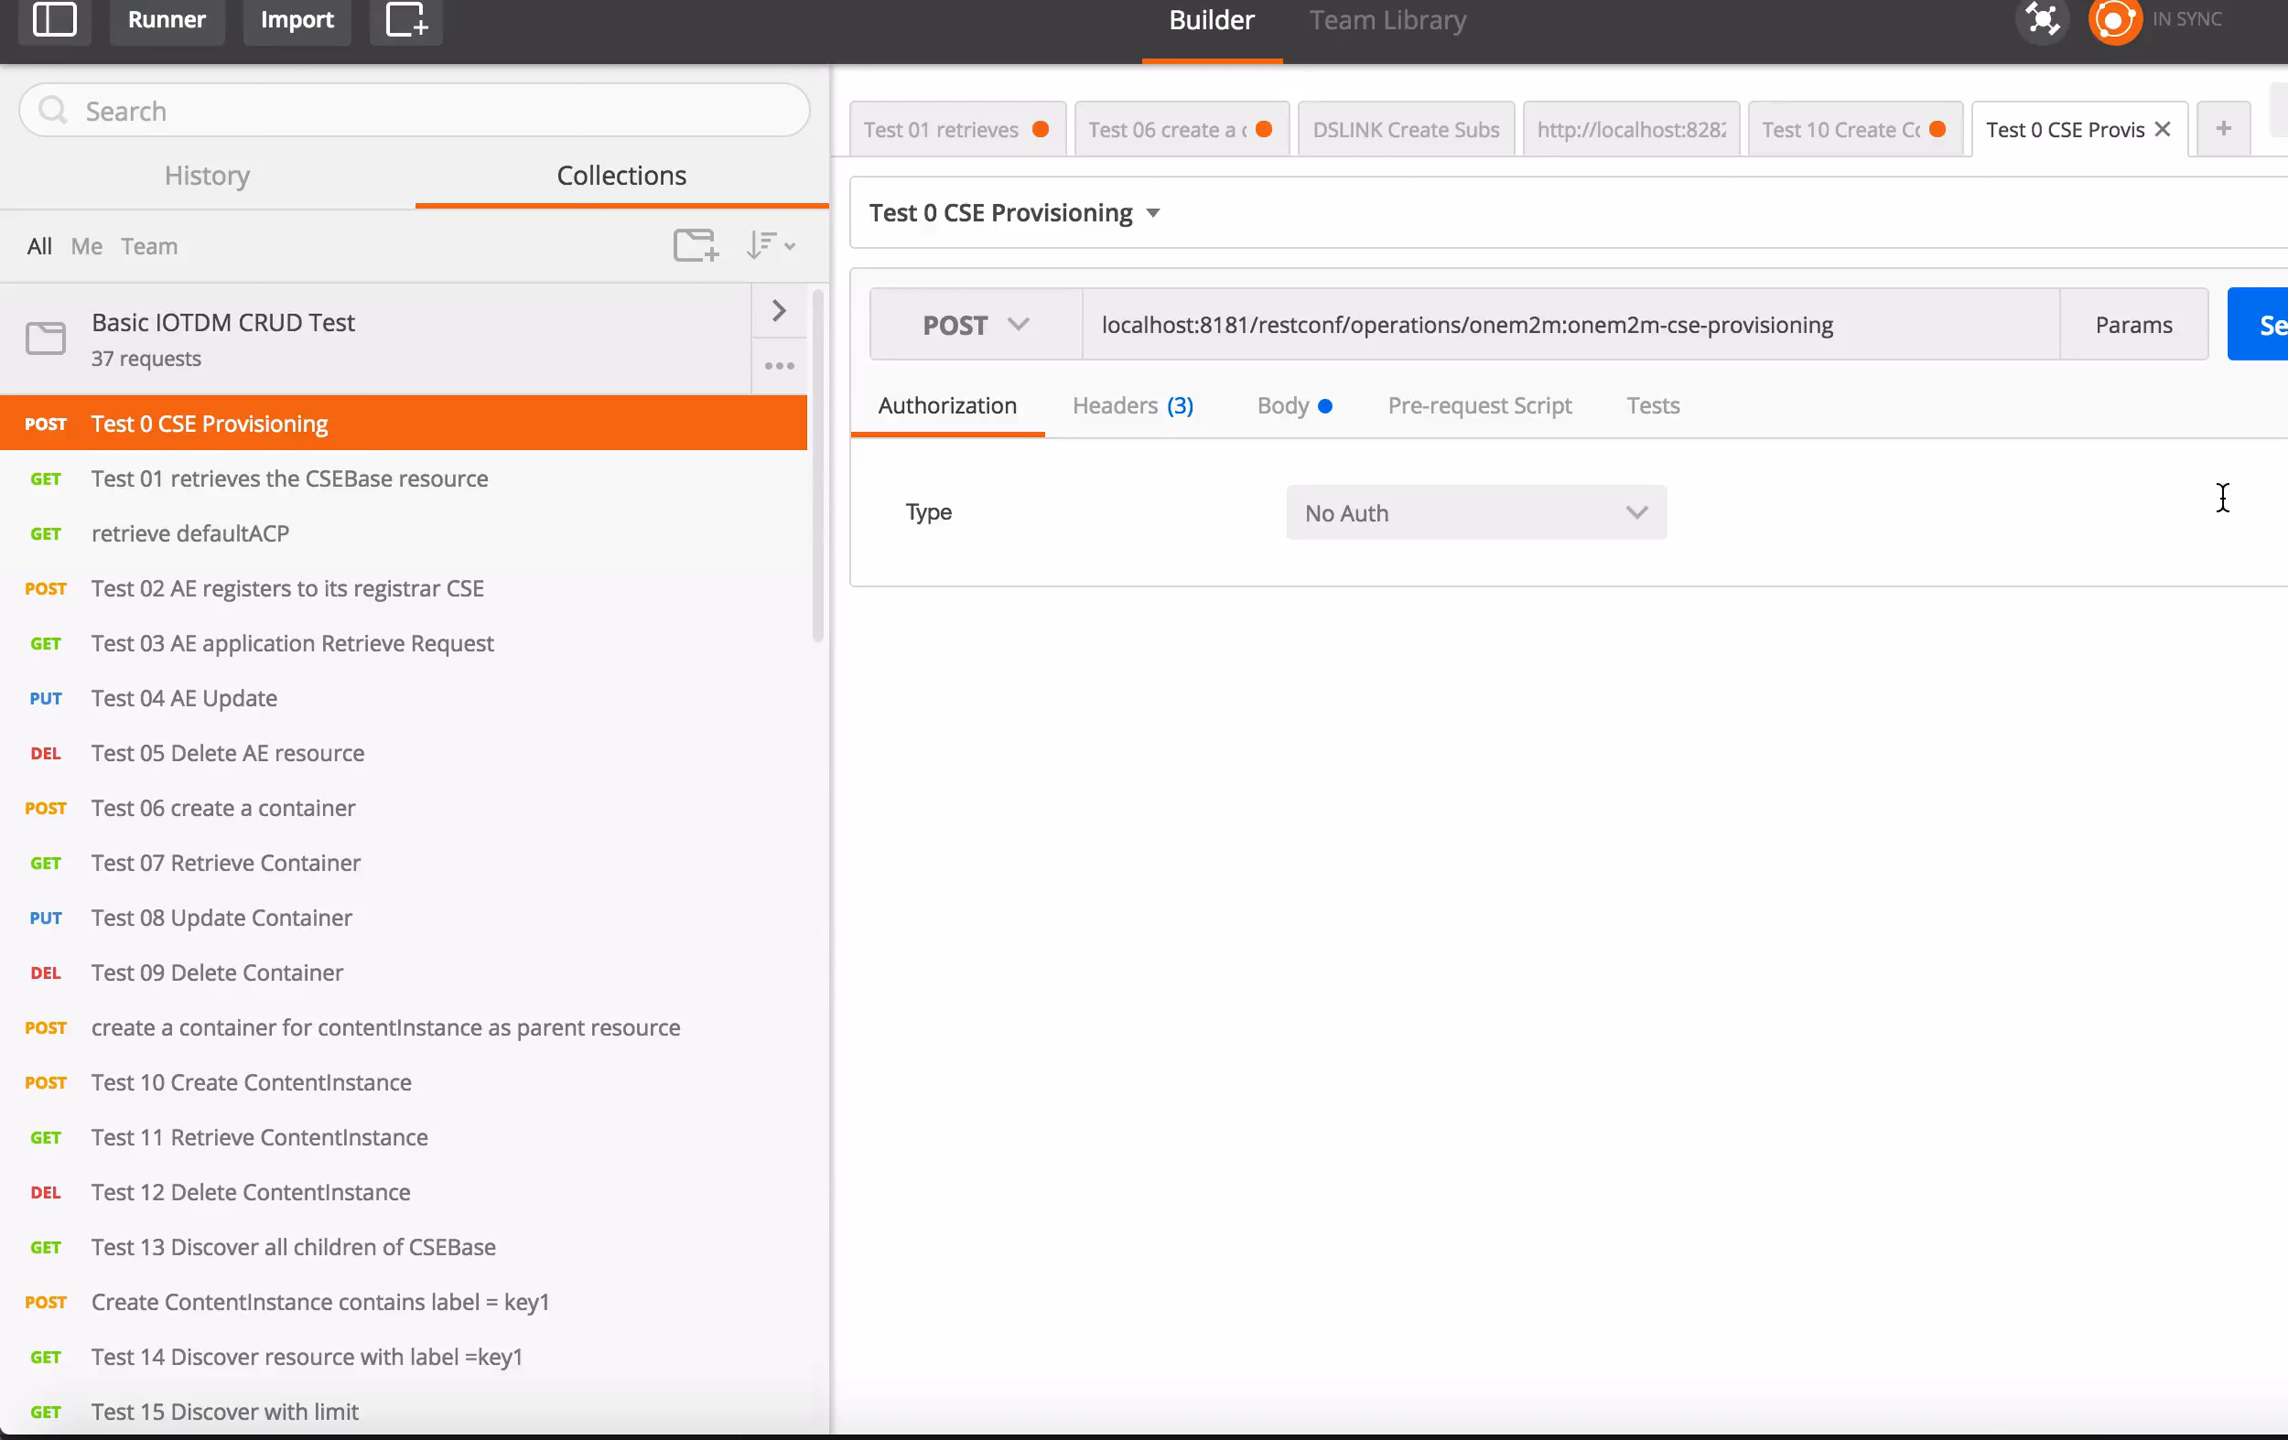 Runner Import Builder Team Library IN SYNC
Search
History Collections
All Me Team
Basic IOTDM CRUD Test
37 requests
POST Test 0 CSE Provisioning
GET Test 01 retrieves the CSEBase resource
GET retrieve defaultACP
POST Test 02 AE registers to its registrar CSE
GET Test 03 AE application Retrieve Request
PUT Test 04 AE Update
DEL Test 05 Delete AE resource
POST Test 06 create a container
GET Test 07 Retrieve Container
PUT Test 08 Update Container
DEL Test 09 Delete Container
POST create a container for contentInstance as parent resource
POST Test 10 Create ContentInstance
GET Test 11 Retrieve ContentInstance
DEL Test 12 Delete ContentInstance
GET Test 13 Discover all children of CSEBase
POST Create ContentInstance contains label = key1
GET Test 14 Discover resource with label =key1
GET Test 15 Discover with limit
Test 01 retrieves Test 06 create a DSLINK Create Subs http://localhost:8282 Test 10 Create Test 0 CSE Provis
Test 0 CSE Provisioning
POST localhost:8181/restconf/operations/onem2m:onem2m-cse-provisioning Params Se
Authorization Headers (3) Body Pre-request Script Tests
Type No Auth